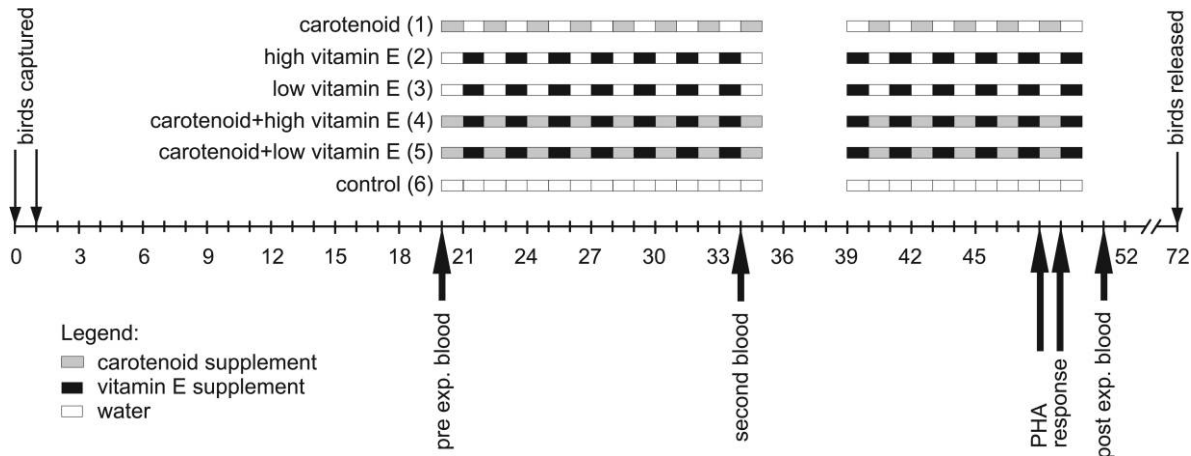 carotenoid (1)
high vitamin E (2)
low vitamin E (3)
carotenoid+high vitamin E (4)
carotenoid+low vitamin E (5)
control (6)
birds captured
birds released
0 3 6 9 12 15 18 21 24 27 30 33 36 39 42 45 52 72
Legend:
carotenoid supplement
vitamin E supplement
water
pre exp. blood
second blood
PHA
response
post exp. blood